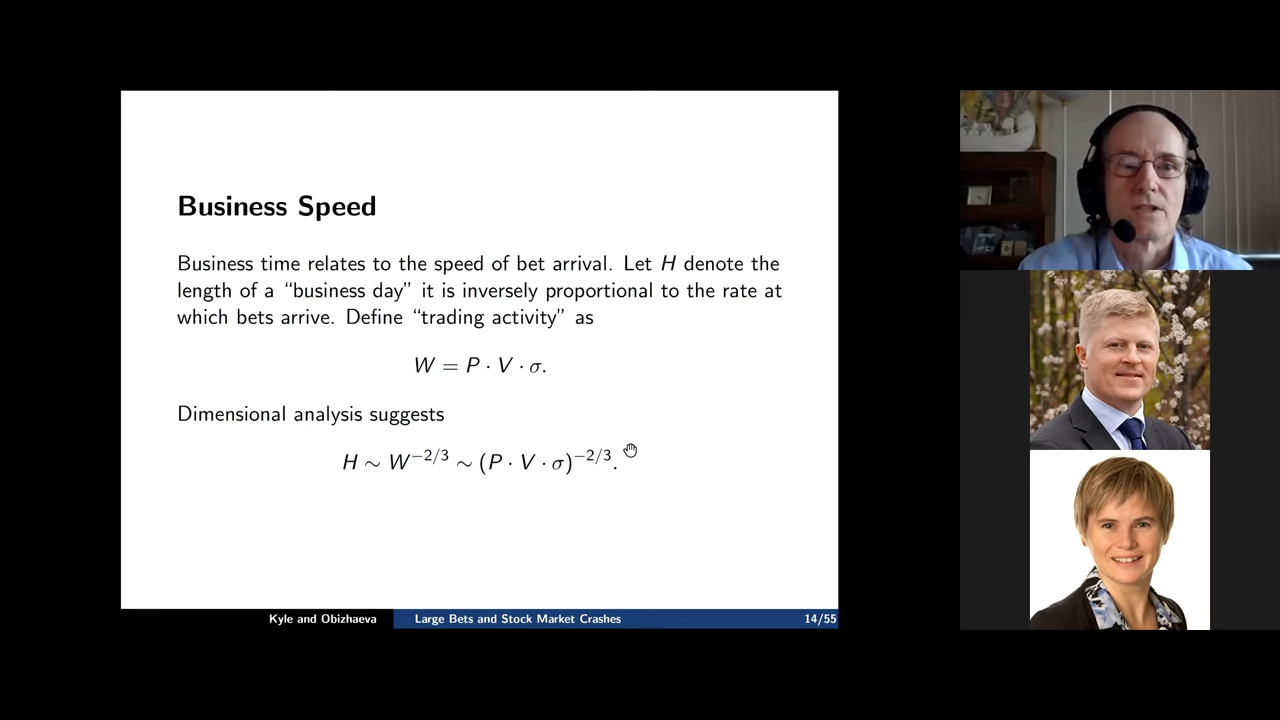 Business Speed
Business time relates to the speed of bet arrival. Let H denote the
length of a “business day” it is inversely proportional to the rate at
which bets arrive. Define “trading activity” as
W = P · V · σ.
Dimensional analysis suggests
H ∼ W^{−2/3} ∼ (P · V · σ)^{−2/3}.
Kyle and Obizhaeva Large Bets and Stock Market Crashes 14/55